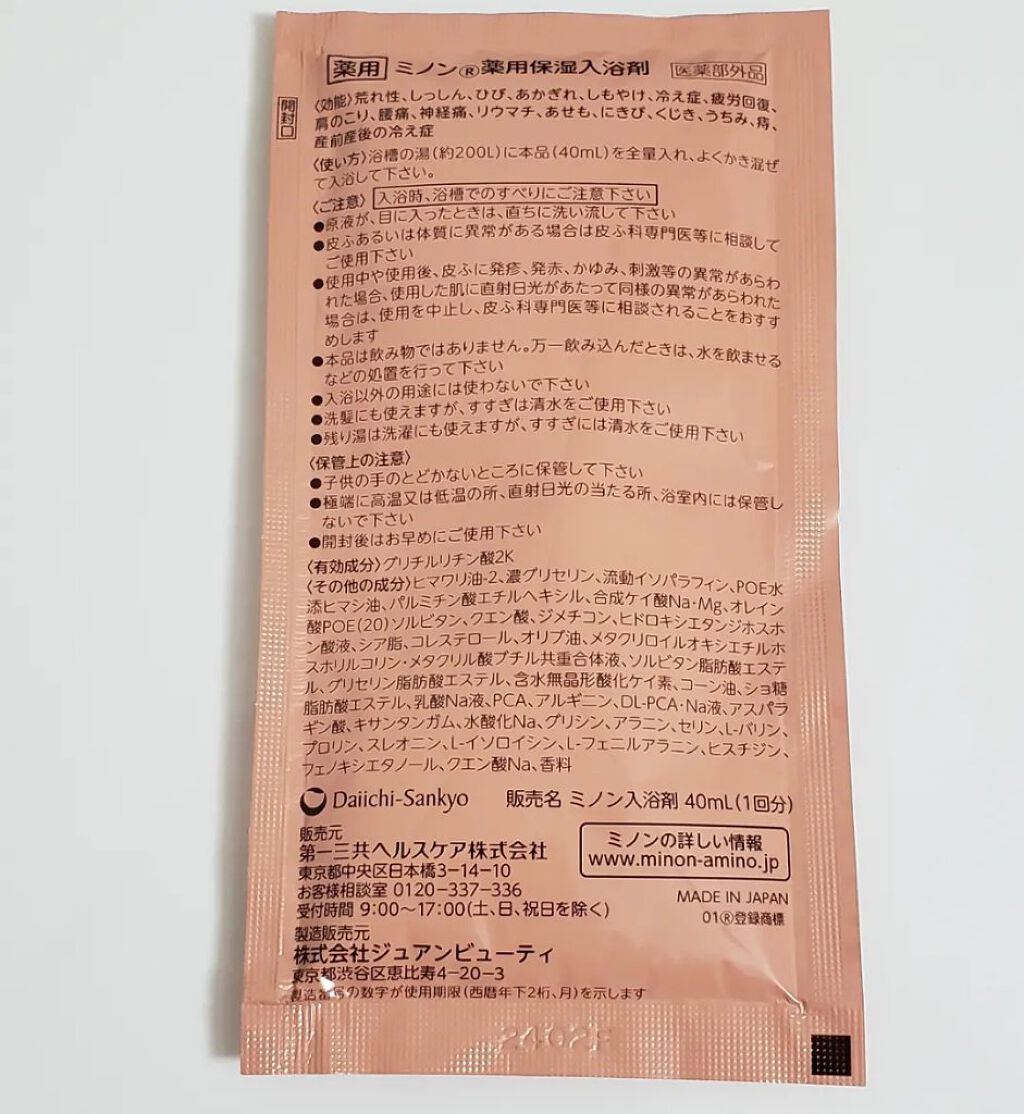 薬用 ミノン®薬用保湿入浴剤 医薬部外品
開封口
〈効能〉荒れ性、しっしん、ひび、あかぎれ、しもやけ、冷え症、疲労回復、
肩のこり、腰痛、神経痛、リウマチ、あせも、にきび、くじき、うちみ、痔、
産前産後の冷え症
〈使い方〉浴槽の湯(約200L)に本品(40mL)を全量入れ、よくかき混ぜ
て入浴して下さい。
〈ご注意〉 入浴時、浴槽でのすべりにご注意下さい
●原液が、目に入ったときは、直ちに洗い流して下さい
●皮ふあるいは体質に異常がある場合は皮ふ科専門医等に相談して
ご使用下さい
●使用中や使用後、皮ふに発疹、発赤、かゆみ、刺激等の異常があらわ
れた場合、使用した肌に直射日光があたって同様の異常があらわれた
場合は、使用を中止し、皮ふ科専門医等に相談されることをおすす
めします
●本品は飲み物ではありません。万一飲み込んだときは、水を飲ませる
などの処置を行って下さい
●入浴以外の用途には使わないで下さい
●洗髪にも使えますが、すすぎは清水をご使用下さい
●残り湯は洗濯にも使えますが、すすぎには清水をご使用下さい
〈保管上の注意〉
●子供の手のとどかないところに保管して下さい
●極端に高温又は低温の所、直射日光の当たる所、浴室内には保管し
ないで下さい
●開封後はお早めにご使用下さい
〈有効成分〉グリチルリチン酸2K
〈その他の成分〉ヒマワリ油-2、濃グリセリン、流動イソパラフィン、POE水
添ヒマシ油、パルミチン酸エチルヘキシル、合成ケイ酸Na・Mg、オレイン
酸POE(20)ソルビタン、クエン酸、ジメチコン、ヒドロキシエタンジホスホ
ン酸液、シア脂、コレステロール、オリブ油、メタクリロイルオキシエチルホ
スホリルコリン・メタクリル酸ブチル共重合体液、ソルビタン脂肪酸エステ
ル、グリセリン脂肪酸エステル、含水無晶形酸化ケイ素、コーン油、ショ糖
脂肪酸エステル、乳酸Na液、PCA、アルギニン、DL-PCA・Na液、アスパラ
ギン酸、キサンタンガム、水酸化Na、グリシン、アラニン、セリン、L-バリン、
プロリン、スレオニン、L-イソロイシン、L-フェニルアラニン、ヒスチジン、
フェノキシエタノール、クエン酸Na、香料
Daiichi-Sankyo 販売名 ミノン入浴剤 40mL(1回分)
販売元
第一三共ヘルスケア株式会社
東京都中央区日本橋3-14-10
お客様相談室 0120-337-336
受付時間 9:00～17:00(土、日、祝日を除く)
ミノンの詳しい情報
www.minon-amino.jp
MADE IN JAPAN
01®登録商標
製造販売元
株式会社ジュアンビューティ
東京都渋谷区恵比寿4-20-3
製造番号の数字が使用期限(西暦年下2桁、月)を示します